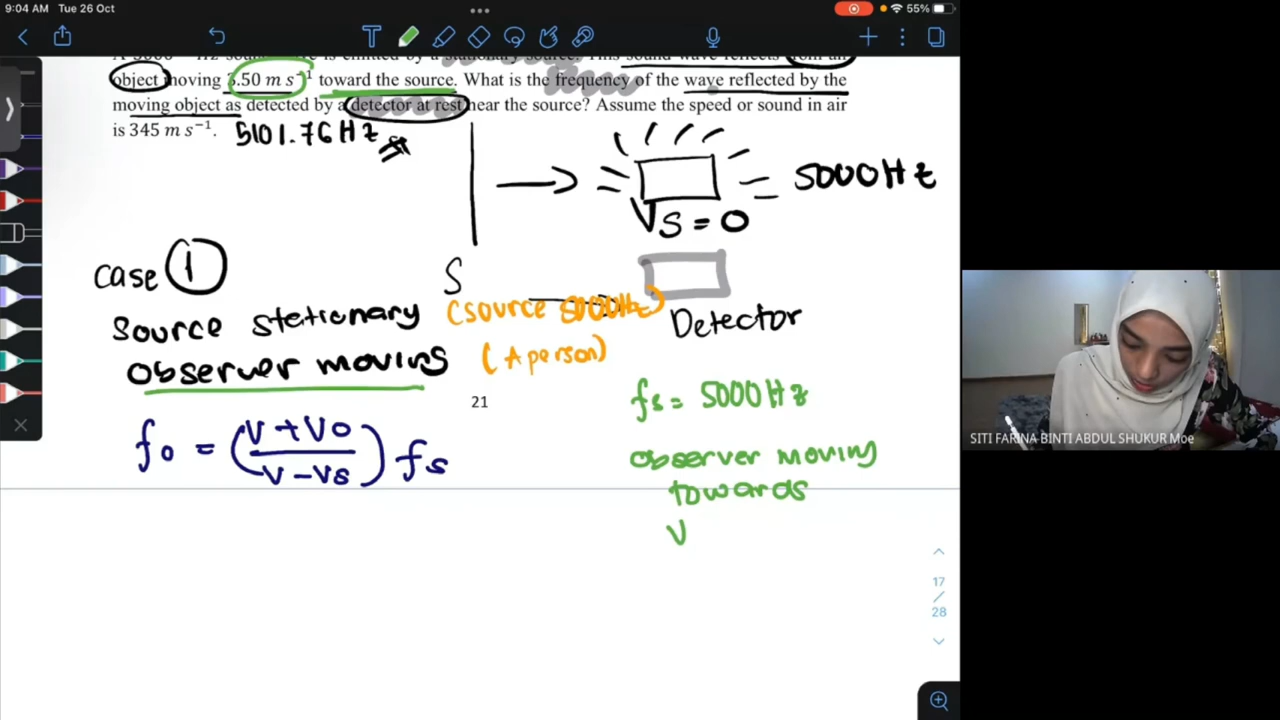 9:04 AM Tue 26 Oct
55%
object moving 3.50 m s⁻¹ toward the source. What is the frequency of the wave reflected by the
moving object as detected by a detector at rest near the source? Assume the speed or sound in air
is 345 m s⁻¹. 5101.76 Hz
5000Hz
Vs = 0
Case 1
S
Source stationary (source 5000Hz)
Detector
observer moving (A person)
21
fs = 5000Hz
fo = (V + Vo / V - Vs) fs
observer moving
towards
V
17
/
28
SITI FARINA BINTI ABDUL SHUKUR Moe